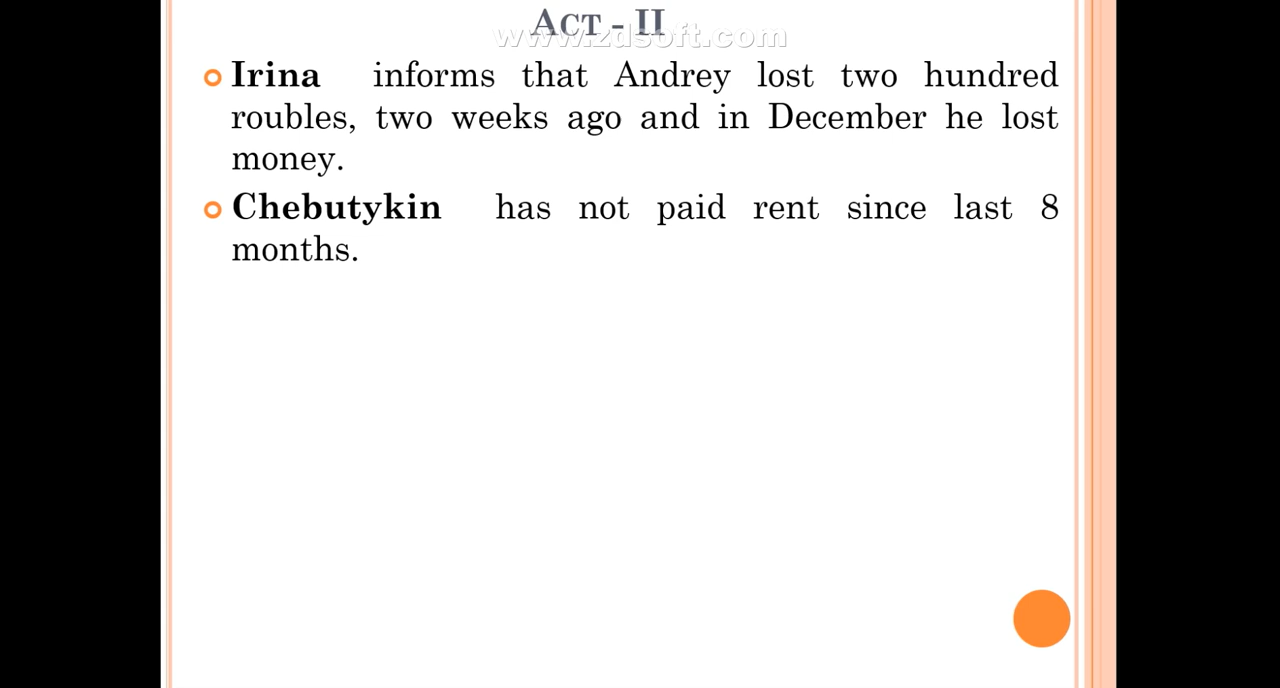 ACT - II
www.zdsoft.com
Irina informs that Andrey lost two hundred
roubles, two weeks ago and in December he lost
money.
Chebutykin has not paid rent since last 8
months.